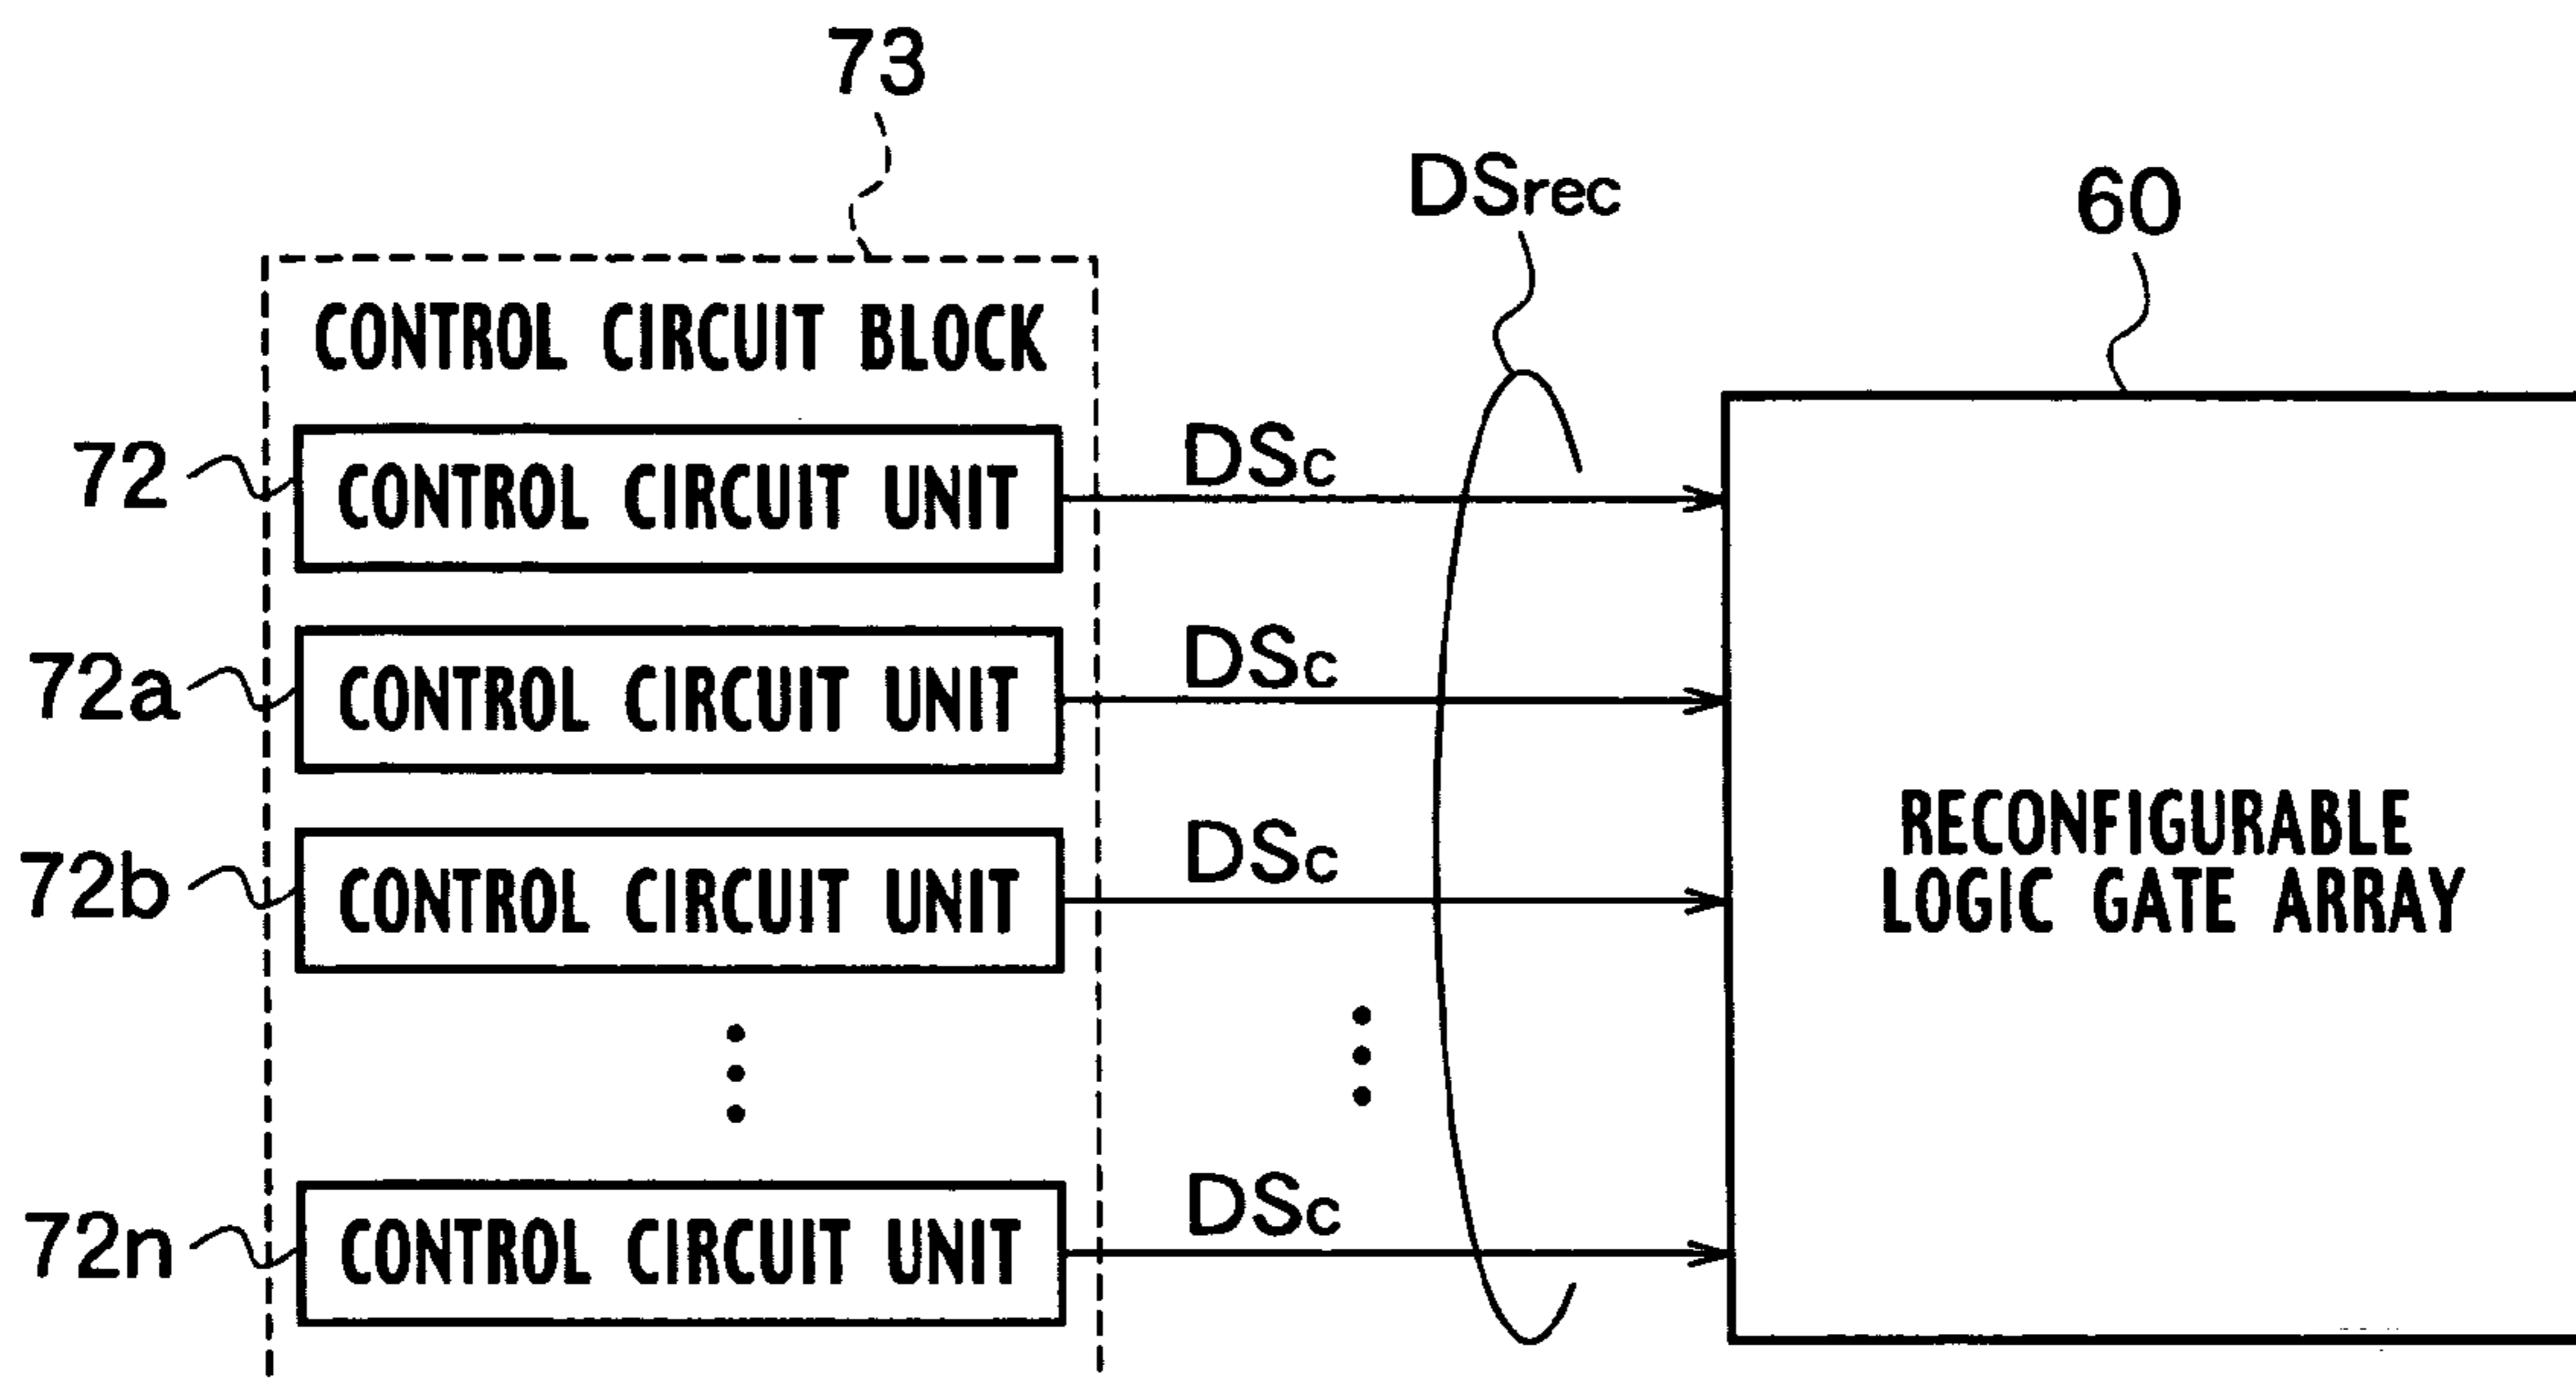 73
DSrec
60
CONTROL CIRCUIT BLOCK
72
CONTROL CIRCUIT UNIT
DSc
72a
CONTROL CIRCUIT UNIT
DSc
72b
CONTROL CIRCUIT UNIT
DSc
RECONFIGURABLE
LOGIC GATE ARRAY
72n
CONTROL CIRCUIT UNIT
DSc